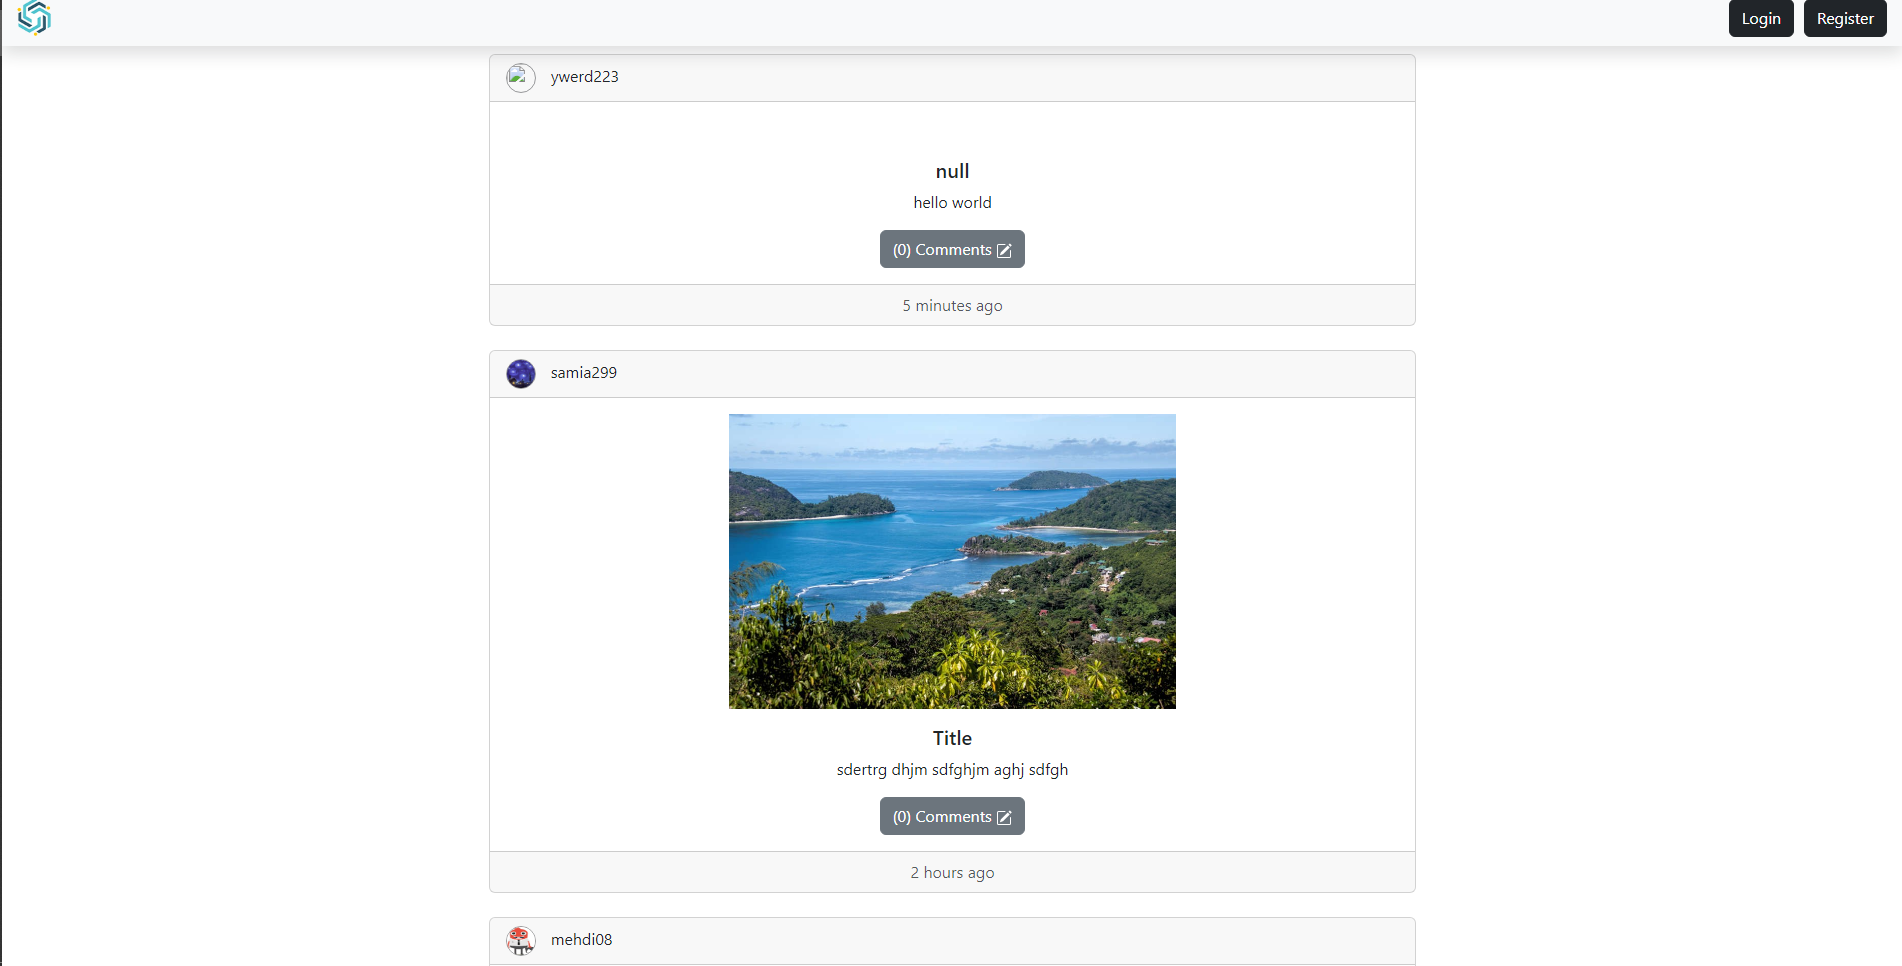 Login Register
ywerd223
null
hello world
(0) Comments
5 minutes ago
samia299
Title
sdertrg dhjm sdfghjm aghj sdfgh
(0) Comments
2 hours ago
mehdi08